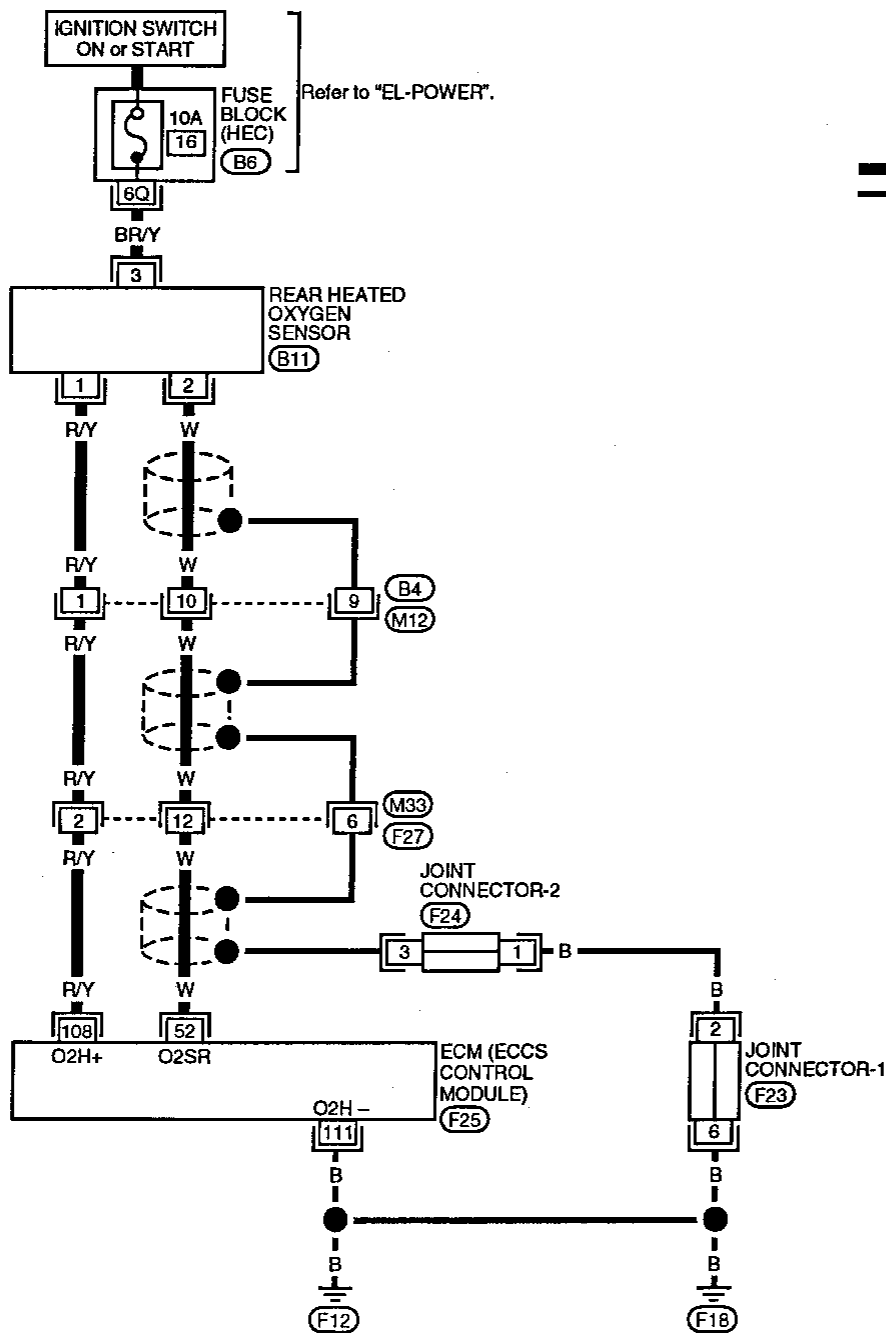 IGNITION SWITCH
ON or START
Refer to "EL-POWER".
FUSE
BLOCK
(HEC)
10A
16
B6
6Q
BR/Y
3
REAR HEATED
OXYGEN
SENSOR
B11
1
2
R/Y
W
R/Y
W
1
10
9
B4
M12
R/Y
W
R/Y
W
2
12
6
M33
F27
R/Y
W
JOINT
CONNECTOR-2
F24
3
1
B
R/Y
W
B
108
52
2
O2H+
O2SR
ECM (ECCS
CONTROL
MODULE)
F25
JOINT
CONNECTOR-1
F23
O2H –
111
6
B
B
B
B
F12
F18